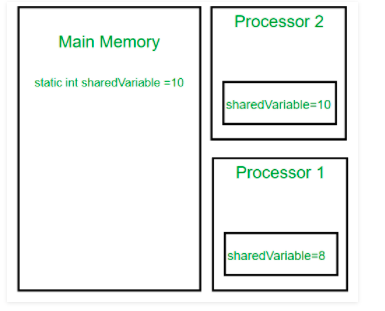 Main Memory
static int sharedVariable =10
Processor 2
sharedVariable=10
Processor 1
sharedVariable=8